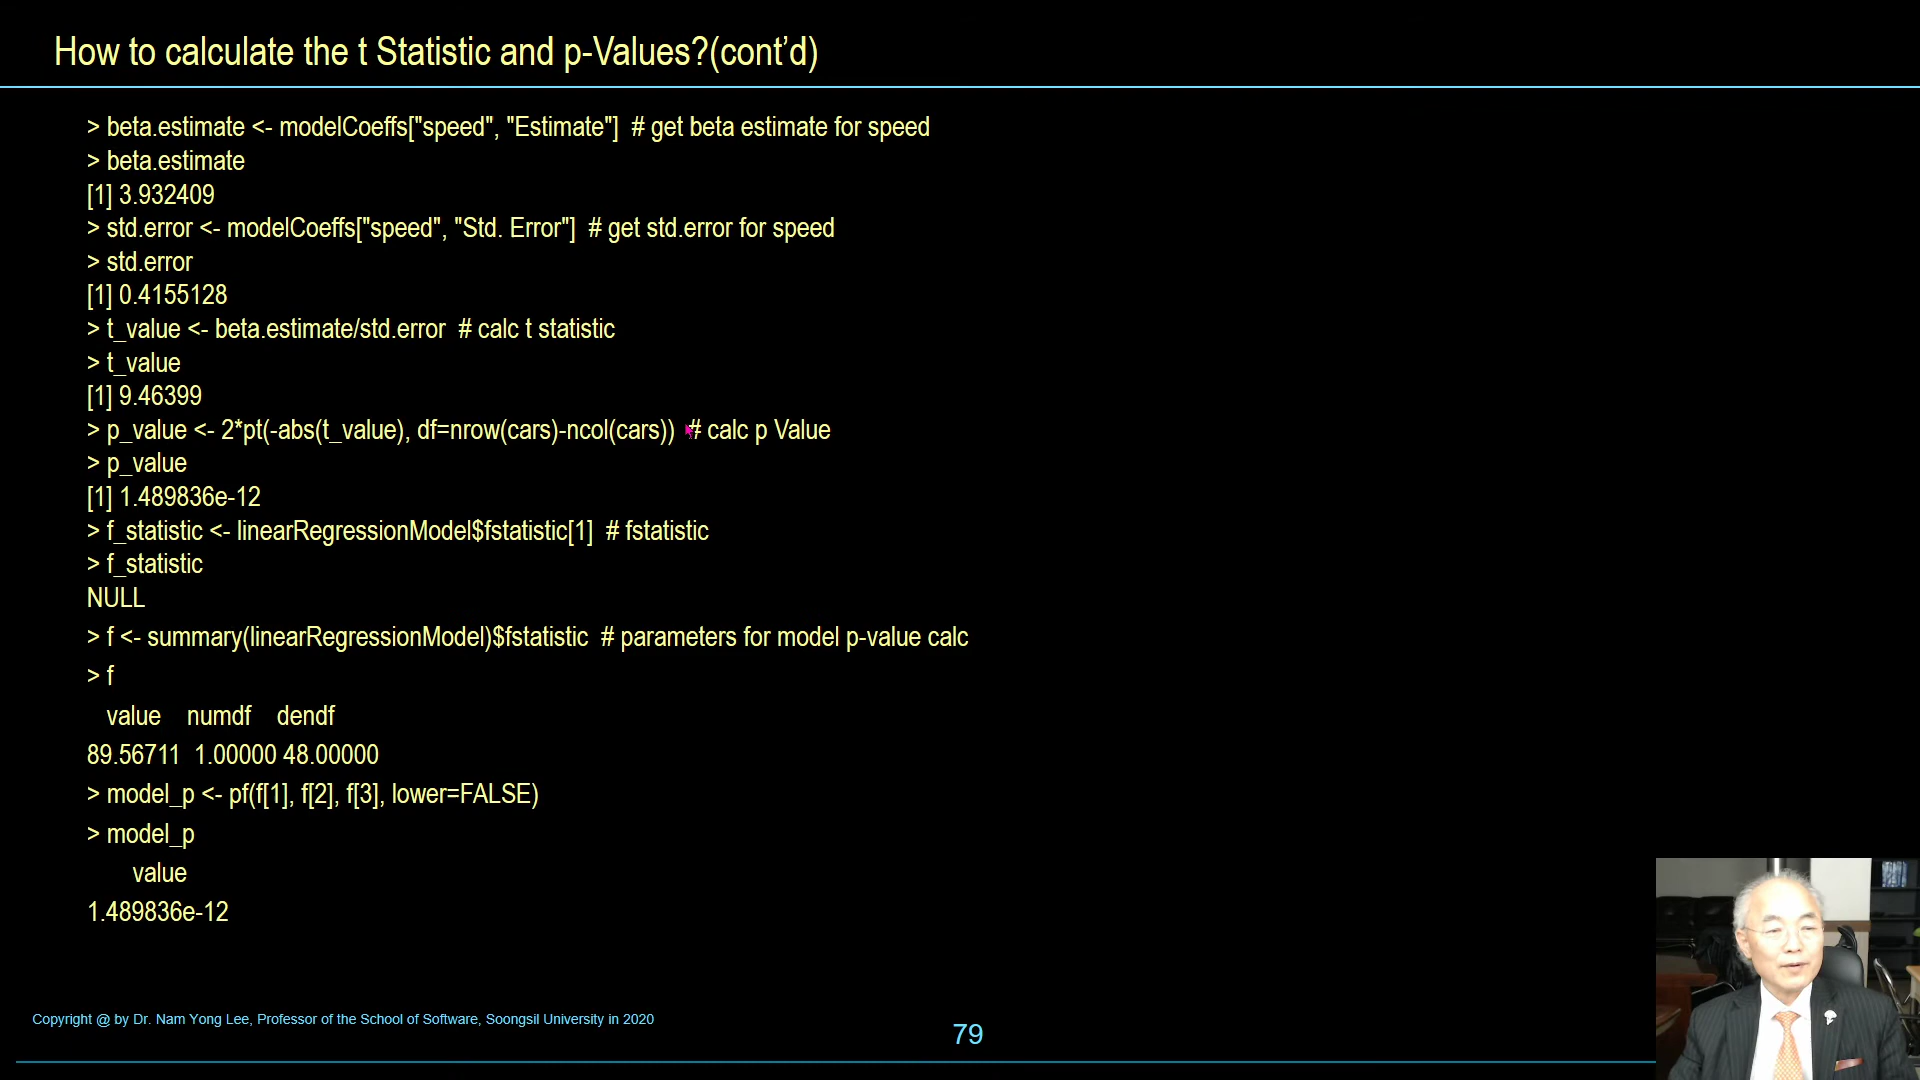 How to calculate the t Statistic and p-Values?(cont’d)
> beta.estimate <- modelCoeffs["speed", "Estimate"]  # get beta estimate for speed
> beta.estimate
[1] 3.932409
> std.error <- modelCoeffs["speed", "Std. Error"]  # get std.error for speed
> std.error
[1] 0.4155128
> t_value <- beta.estimate/std.error  # calc t statistic
> t_value
[1] 9.46399
> p_value <- 2*pt(-abs(t_value), df=nrow(cars)-ncol(cars))  # calc p Value
> p_value
[1] 1.489836e-12
> f_statistic <- linearRegressionModel$fstatistic[1]  # fstatistic
> f_statistic
NULL
> f <- summary(linearRegressionModel)$fstatistic  # parameters for model p-value calc
> f
value numdf dendf
89.56711 1.00000 48.00000
> model_p <- pf(f[1], f[2], f[3], lower=FALSE)
> model_p
value
1.489836e-12
Copyright @ by Dr. Nam Yong Lee, Professor of the School of Software, Soongsil University in 2020
79